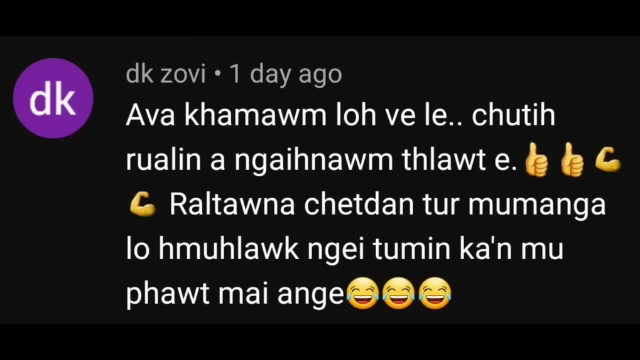 dk
dk zovi • 1 day ago
Ava khamawm loh ve le.. chutih
rualin a ngaihnawm thlawt e.👍👍💪
💪 Raltawna chetdan tur mumanga
lo hmuhlawk ngei tumin ka'n mu
phawt mai ange😂😂😂